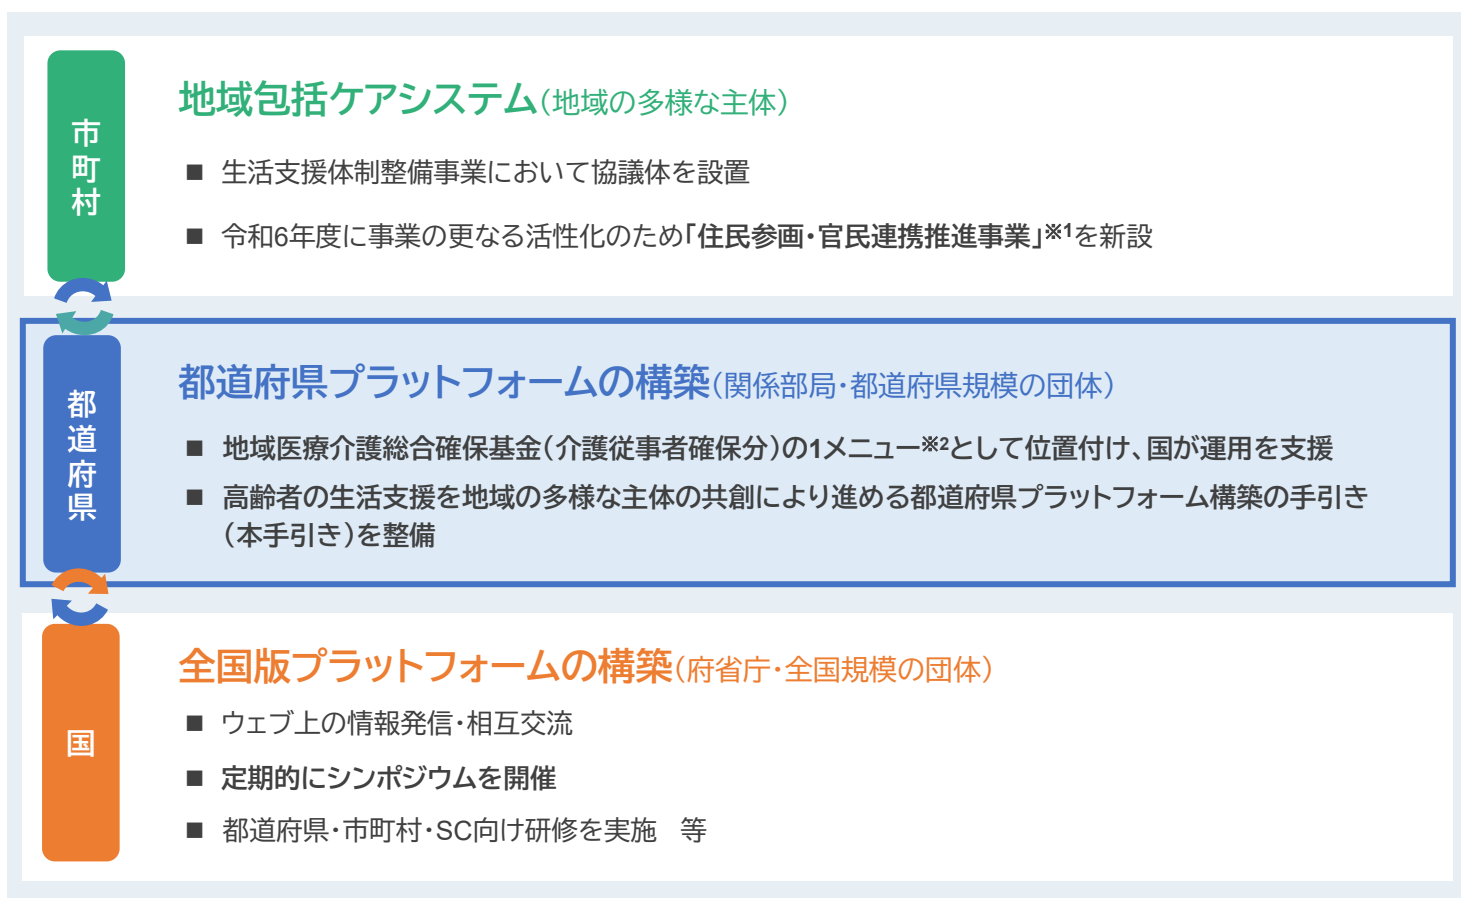 市町村
地域包括ケアシステム（地域の多様な主体）
■ 生活支援体制整備事業において協議体を設置
■ 令和6年度に事業の更なる活性化のため「住民参画・官民連携推進事業」※1を新設
都道府県
都道府県プラットフォームの構築（関係部局・都道府県規模の団体）
■ 地域医療介護総合確保基金（介護従事者確保分）の1メニュー※2として位置付け、国が運用を支援
■ 高齢者の生活支援を地域の多様な主体の共創により進める都道府県プラットフォーム構築の手引き
（本手引き）を整備
国
全国版プラットフォームの構築（府省庁・全国規模の団体）
■ ウェブ上の情報発信・相互交流
■ 定期的にシンポジウムを開催
■ 都道府県・市町村・SC向け研修を実施　等